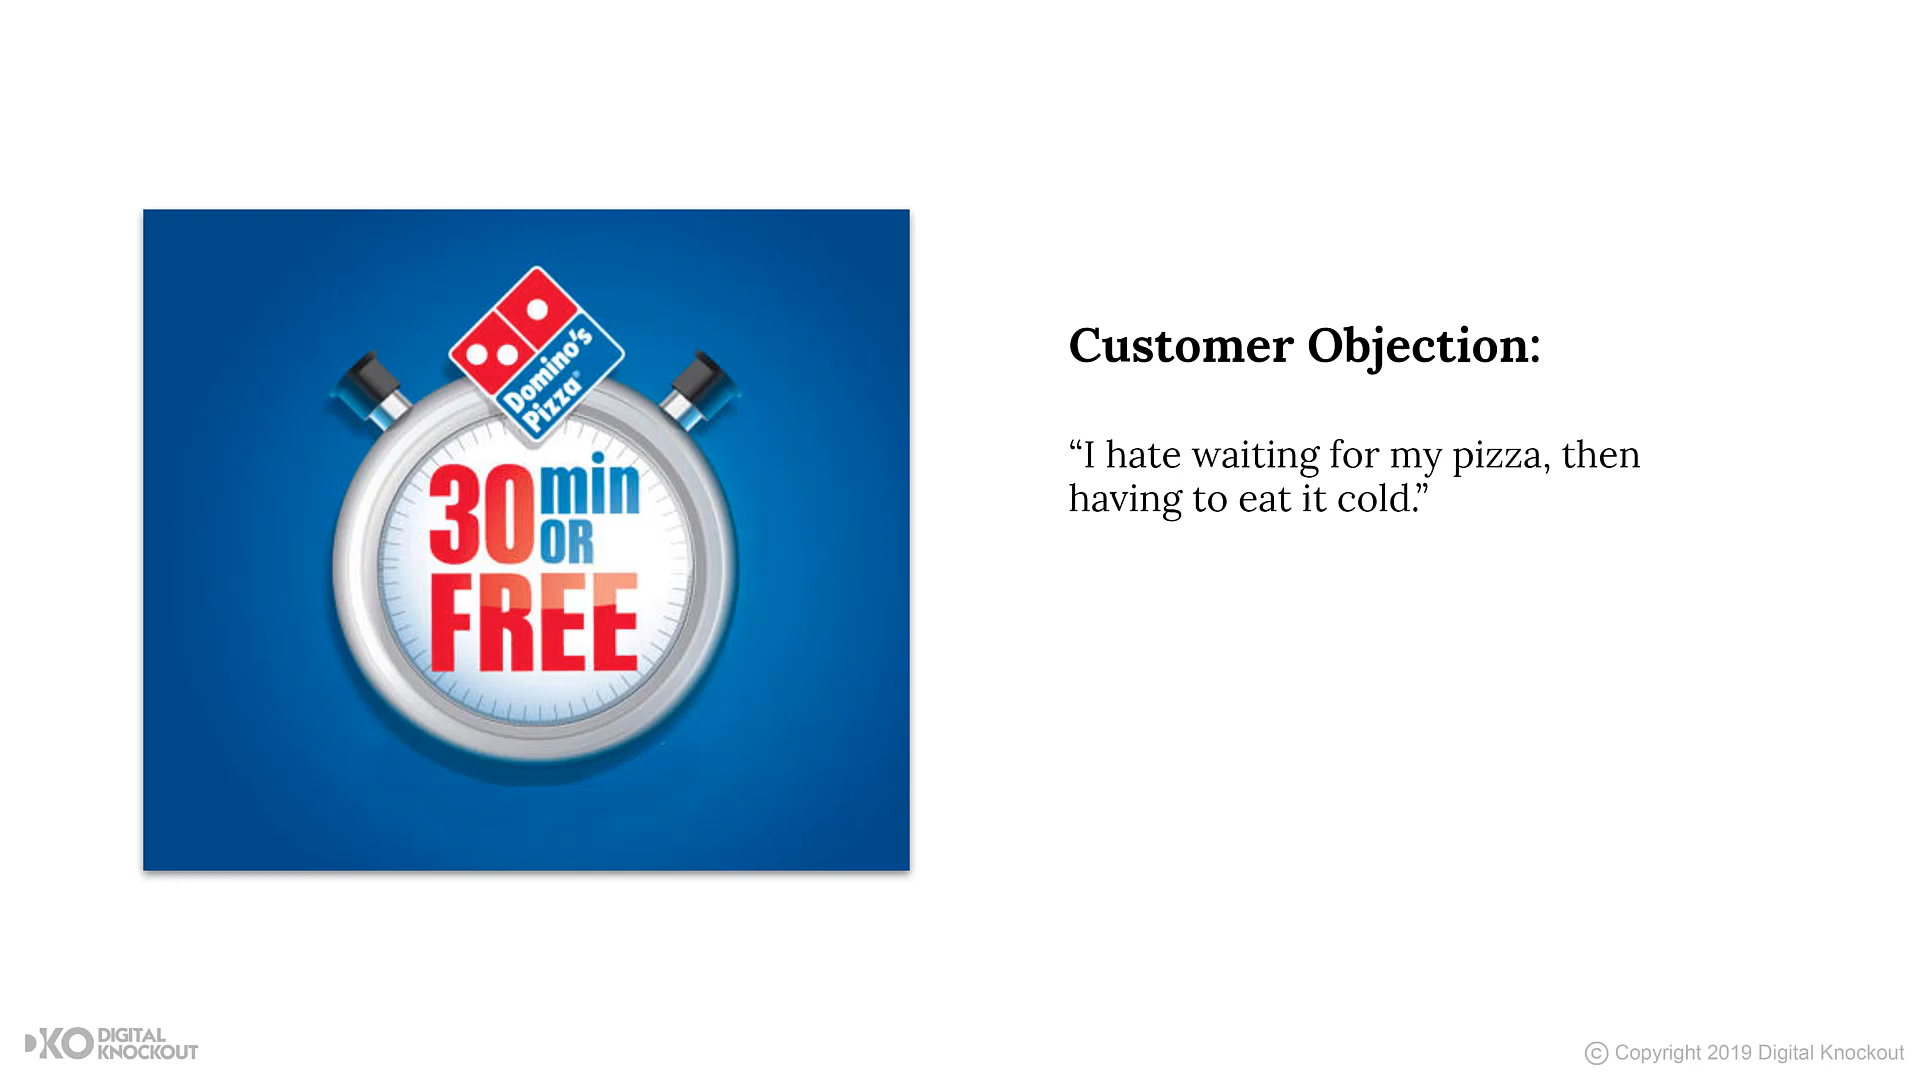 Domino's
Pizza®
30 min
OR
FREE
Customer Objection:
“I hate waiting for my pizza, then
having to eat it cold.”
KO DIGITAL
KNOCKOUT
© Copyright 2019 Digital Knockout